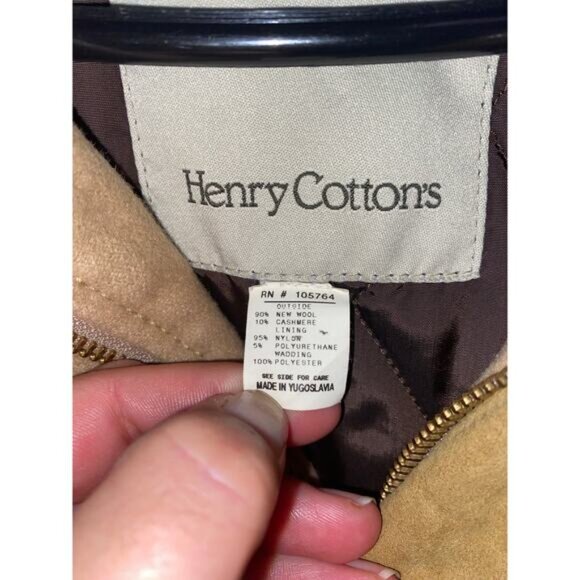 Henry Cotton's
RN # 105764
OUTSIDE
90% NEW WOOL
10% CASHMERE
LINING
95% NYLON
5% POLYURETHANE
WADDING
100% POLYESTER
SEE SIDE FOR CARE
MADE IN YUGOSLAVIA